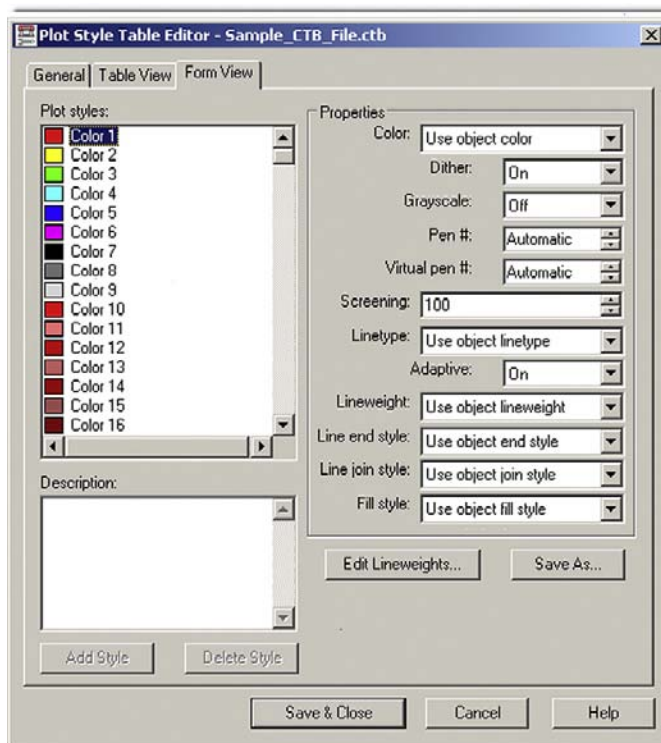 Plot Style Table Editor - Sample_CTB_File.ctb
General
Table View
Form View
Plot styles:
Color 1
Color 2
Color 3
Color 4
Color 5
Color 6
Color 7
Color 8
Color 9
Color 10
Color 11
Color 12
Color 13
Color 14
Color 15
Color 16
Description:
Add Style
Delete Style
Properties
Color: Use object color
Dither: On
Grayscale: Off
Pen #: Automatic
Virtual pen #: Automatic
Screening: 100
Linetype: Use object linetype
Adaptive: On
Lineweight: Use object lineweight
Line end style: Use object end style
Line join style: Use object join style
Fill style: Use object fill style
Edit Lineweights...
Save As...
Save & Close
Cancel
Help